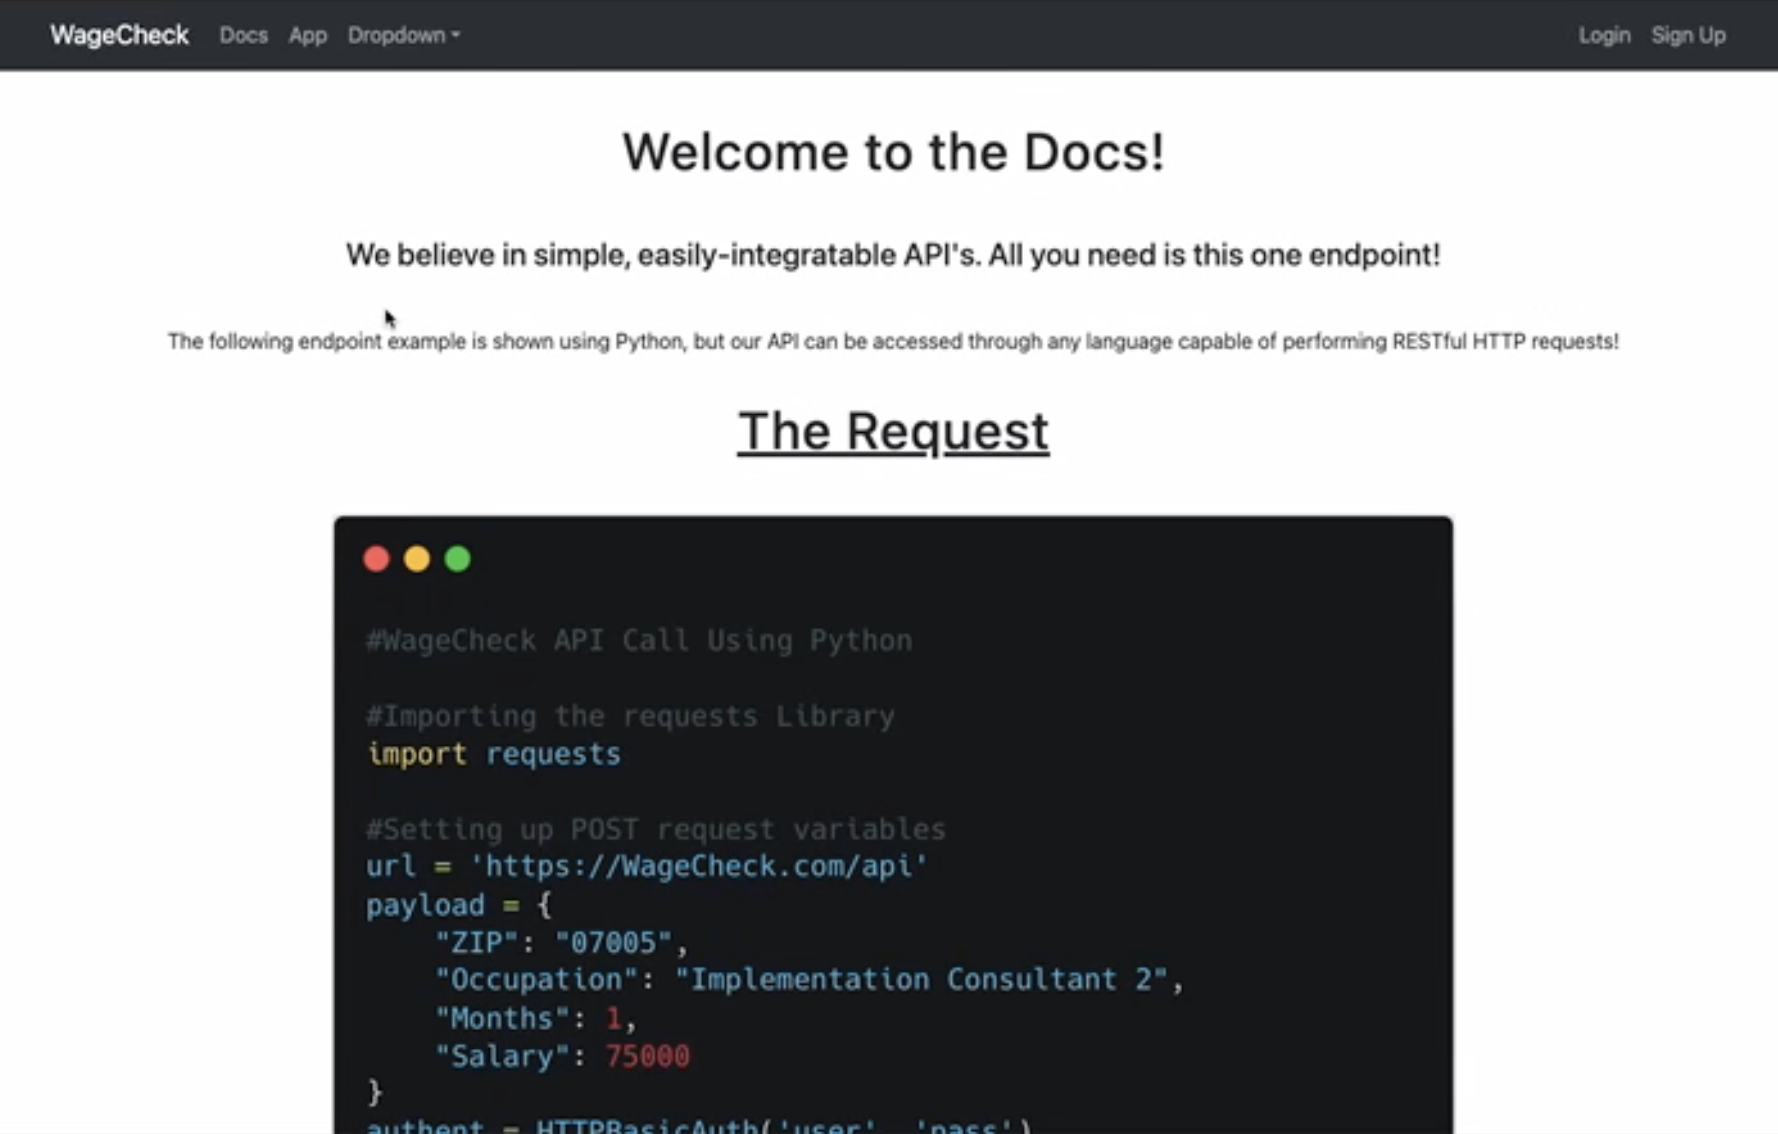 WageCheck Docs App Dropdown Login Sign Up
Welcome to the Docs!
We believe in simple, easily-integratable API's. All you need is this one endpoint!
The following endpoint example is shown using Python, but our API can be accessed through any language capable of performing RESTful HTTP requests!
The Request
#WageCheck API Call Using Python
#Importing the requests Library
import requests
#Setting up POST request variables
url = 'https://WageCheck.com/api'
payload = {
"ZIP": "07005",
"Occupation": "Implementation Consultant 2",
"Months": 1,
"Salary": 75000
}
authent = HTTPBasicAuth('user', 'pass')